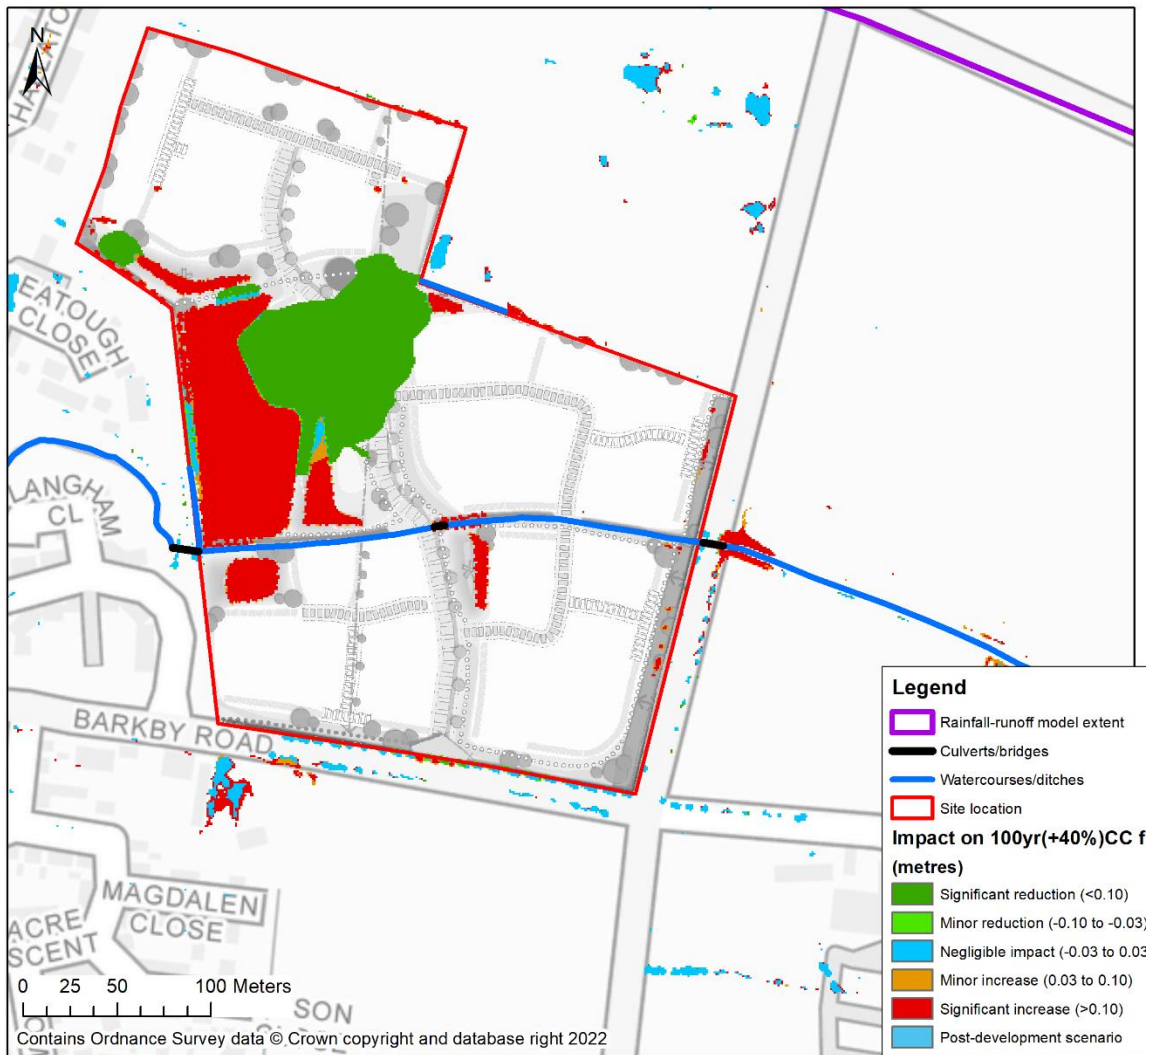 N
EATOUGH
CLOSE
LANGHAM
CL
BARKBY ROAD
MAGDALEN
CLOSE
ACRE
SCENT
SON
0 25 50 100 Meters
Contains Ordnance Survey data © Crown copyright and database right 2022
Legend
Rainfall-runoff model extent
Culverts/bridges
Watercourses/ditches
Site location
Impact on 100yr(+40%)CC f
(metres)
Significant reduction (<0.10)
Minor reduction (-0.10 to -0.03)
Negligible impact (-0.03 to 0.03
Minor increase (0.03 to 0.10)
Significant increase (>0.10)
Post-development scenario